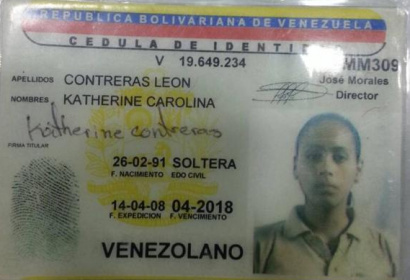 REPUBLICA BOLIVARIANA DE VENEZUELA
CEDULA DE IDENTI
V 19.649.234 MM309
APELLIDOS CONTRERAS LEON
José Morales
Director
NOMBRES KATHERINE CAROLINA
Katherine contreras
FIRMA TITULAR
26-02-91 SOLTERA
F. NACIMIENTO EDO CIVIL
14-04-08 04-2018
F. EXPEDICION F. VENCIMIENTO
VENEZOLANO